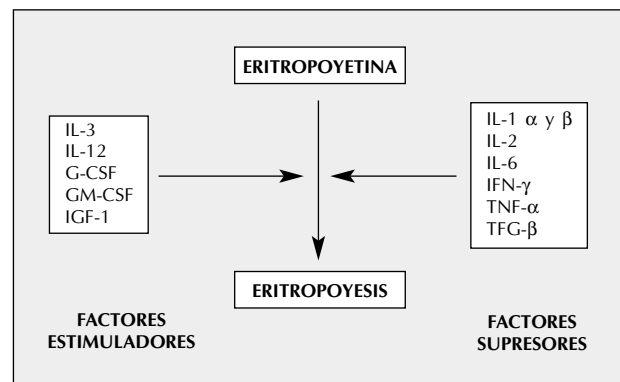 ERITROPOYETINA
IL-3
IL-12
G-CSF
GM-CSF
IGF-1
IL-1 α y β
IL-2
IL-6
IFN-γ
TNF-α
TFG-β
ERITROPOYESIS
FACTORES
ESTIMULADORES
FACTORES
SUPRESORES